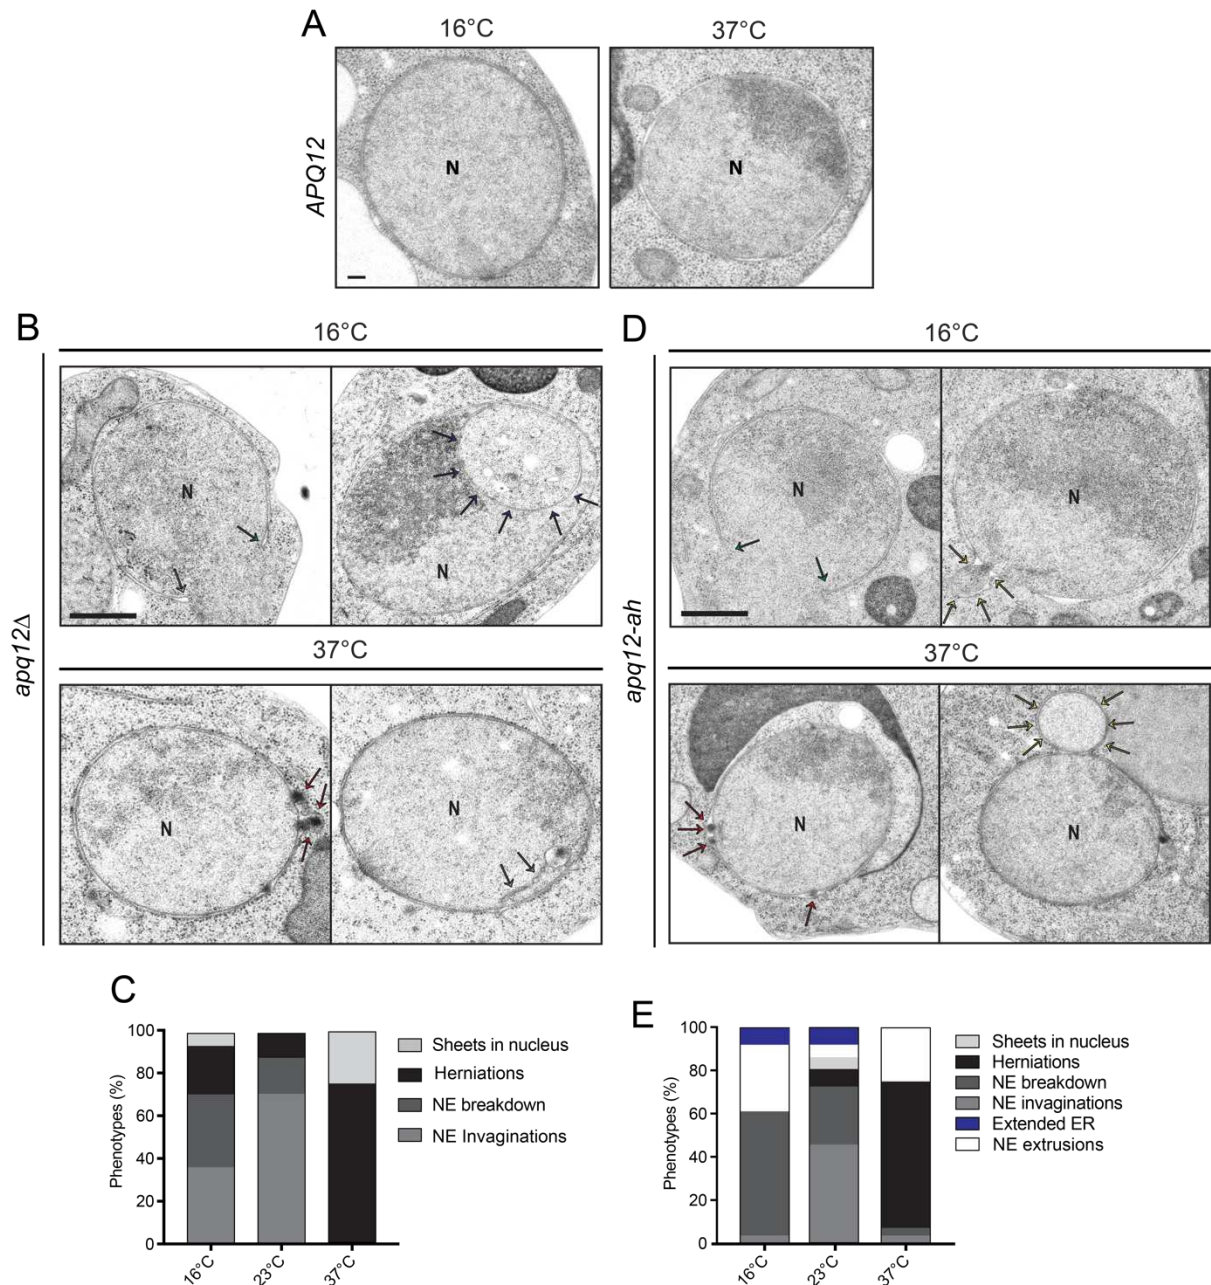 A
16°C
37°C
APQ12
N
N
B
16°C
apq12Δ
N
N
37°C
N
N
D
16°C
apq12-ah
N
N
37°C
N
N
C
Phenotypes (%)
100
80
60
40
20
0
16°C
23°C
37°C
Sheets in nucleus
Herniations
NE breakdown
NE Invaginations
E
Phenotypes (%)
100
80
60
40
20
0
16°C
23°C
37°C
Sheets in nucleus
Herniations
NE breakdown
NE invaginations
Extended ER
NE extrusions